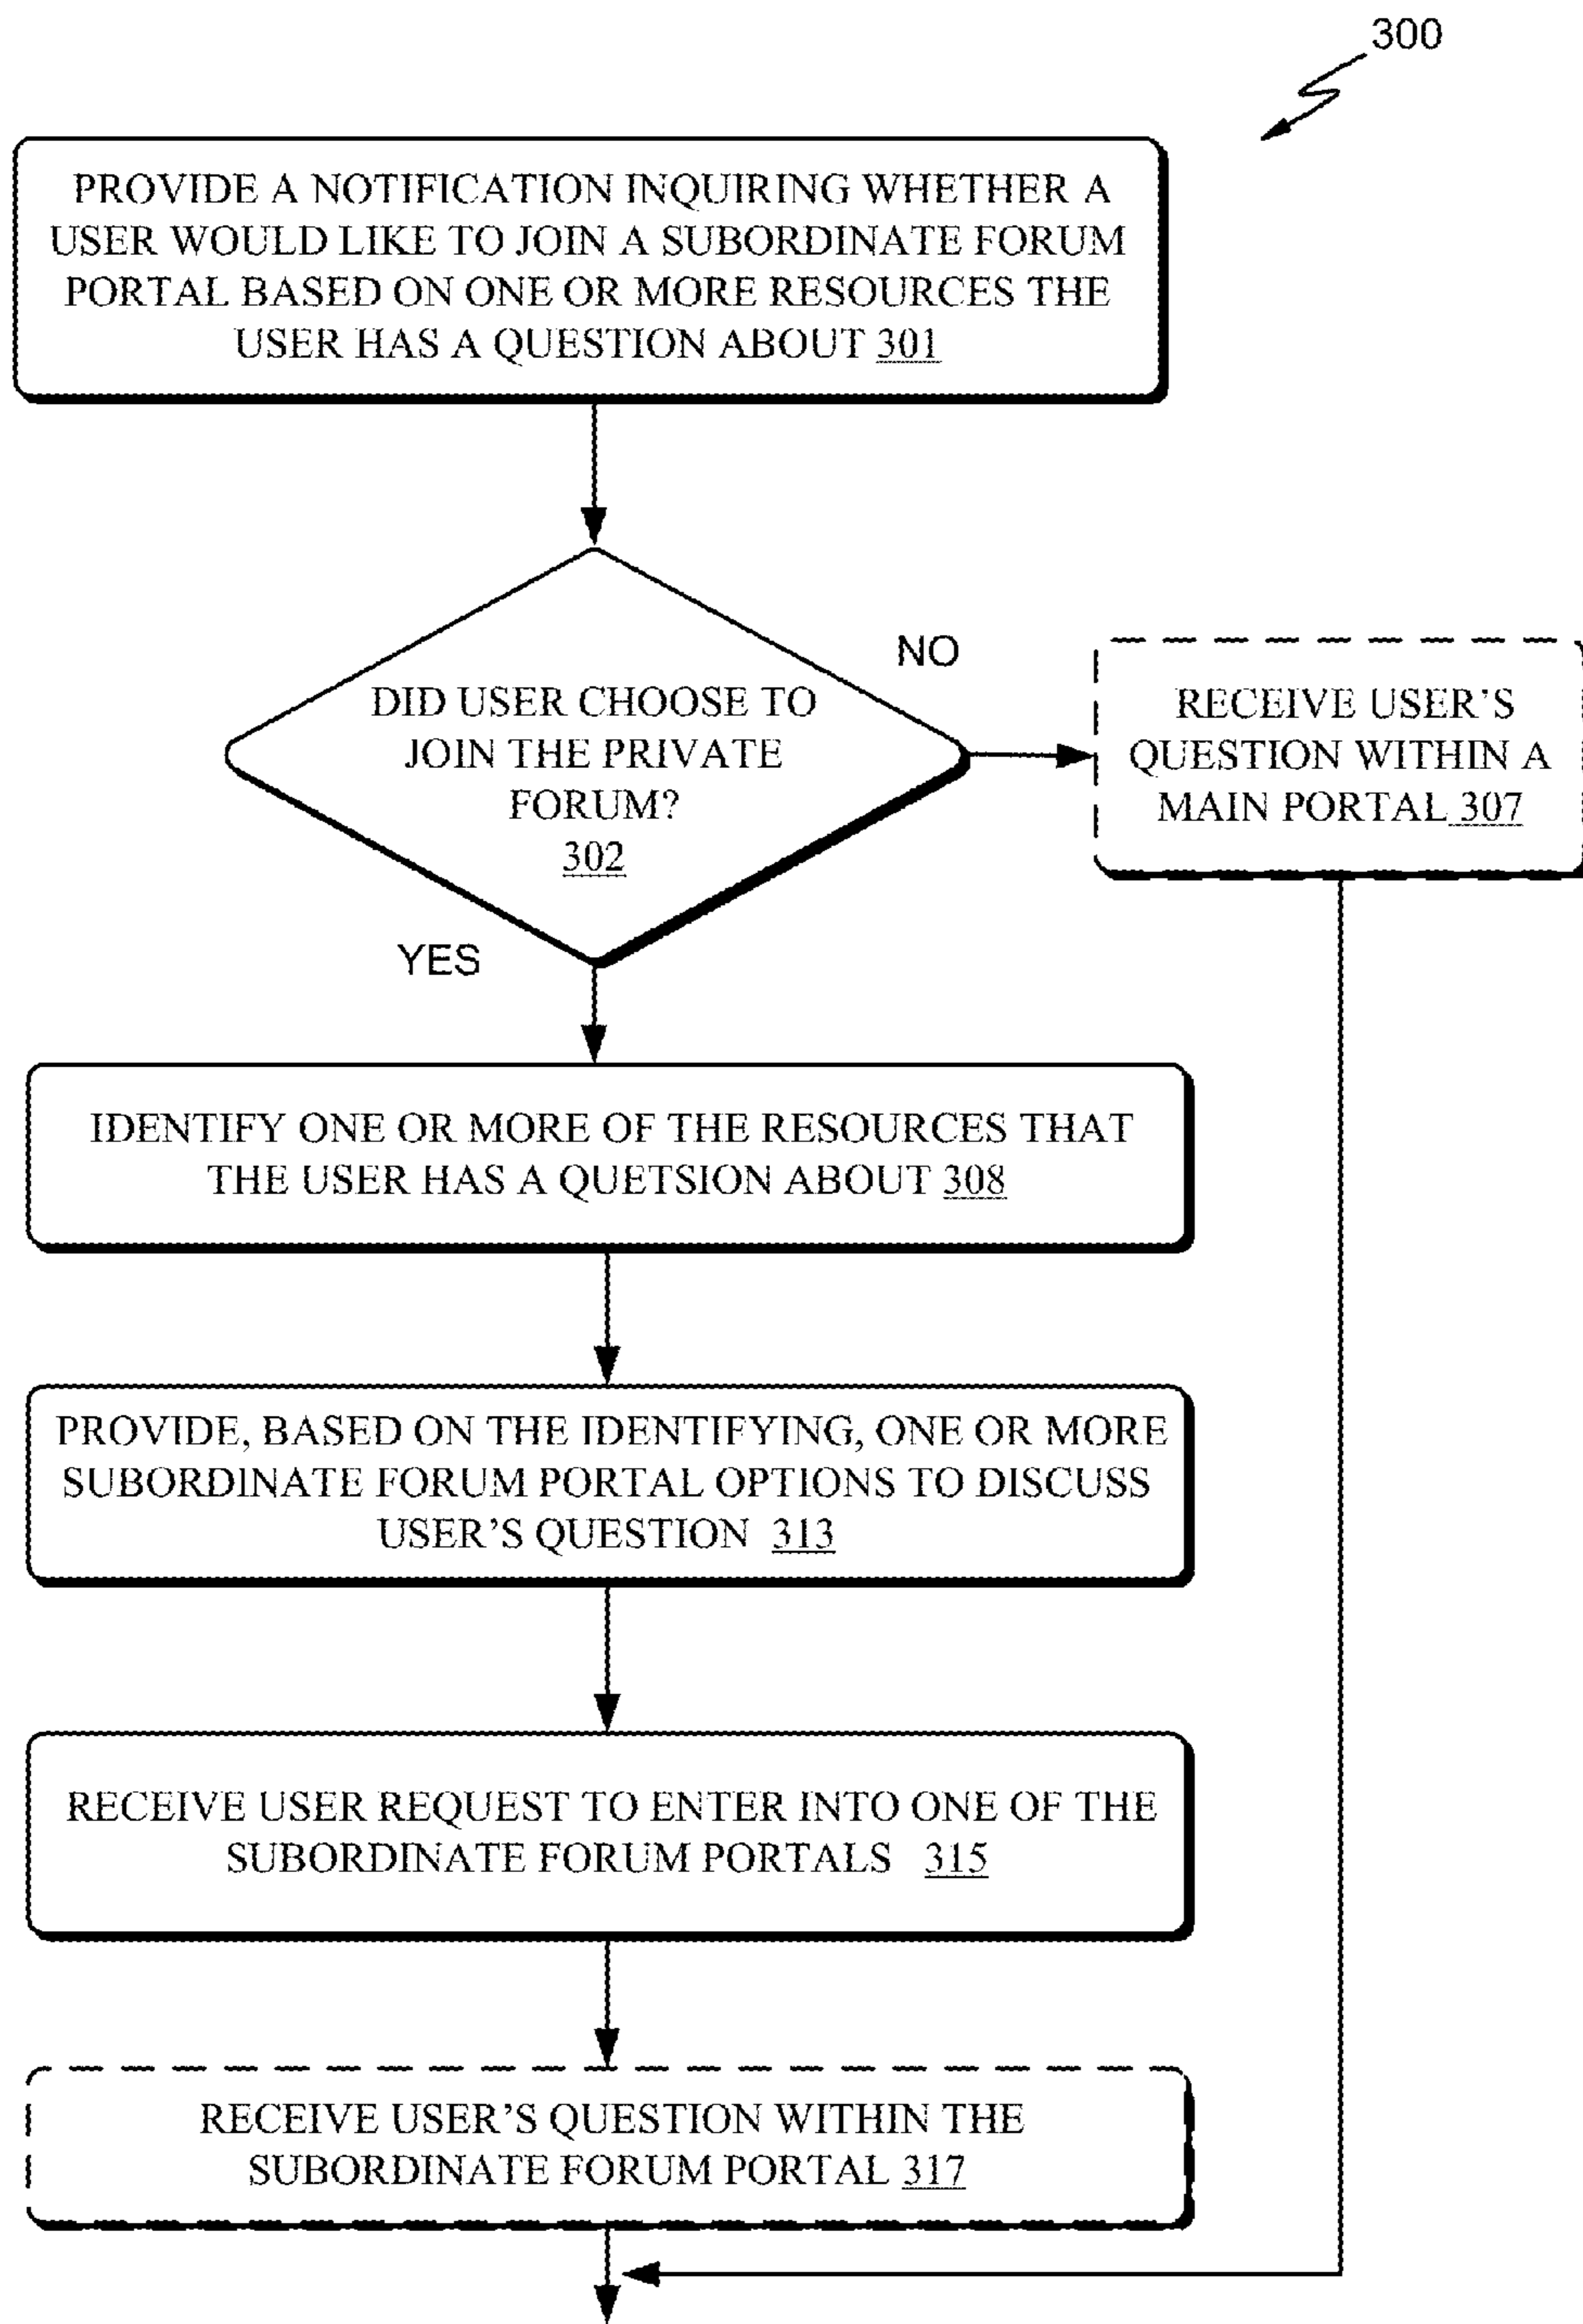 300
PROVIDE A NOTIFICATION INQUIRING WHETHER A
USER WOULD LIKE TO JOIN A SUBORDINATE FORUM
PORTAL BASED ON ONE OR MORE RESOURCES THE
USER HAS A QUESTION ABOUT 301
DID USER CHOOSE TO
JOIN THE PRIVATE
FORUM?
302
NO
RECEIVE USER'S
QUESTION WITHIN A
MAIN PORTAL 307
YES
IDENTIFY ONE OR MORE OF THE RESOURCES THAT
THE USER HAS A QUETSION ABOUT 308
PROVIDE, BASED ON THE IDENTIFYING, ONE OR MORE
SUBORDINATE FORUM PORTAL OPTIONS TO DISCUSS
USER'S QUESTION 313
RECEIVE USER REQUEST TO ENTER INTO ONE OF THE
SUBORDINATE FORUM PORTALS 315
RECEIVE USER'S QUESTION WITHIN THE
SUBORDINATE FORUM PORTAL 317